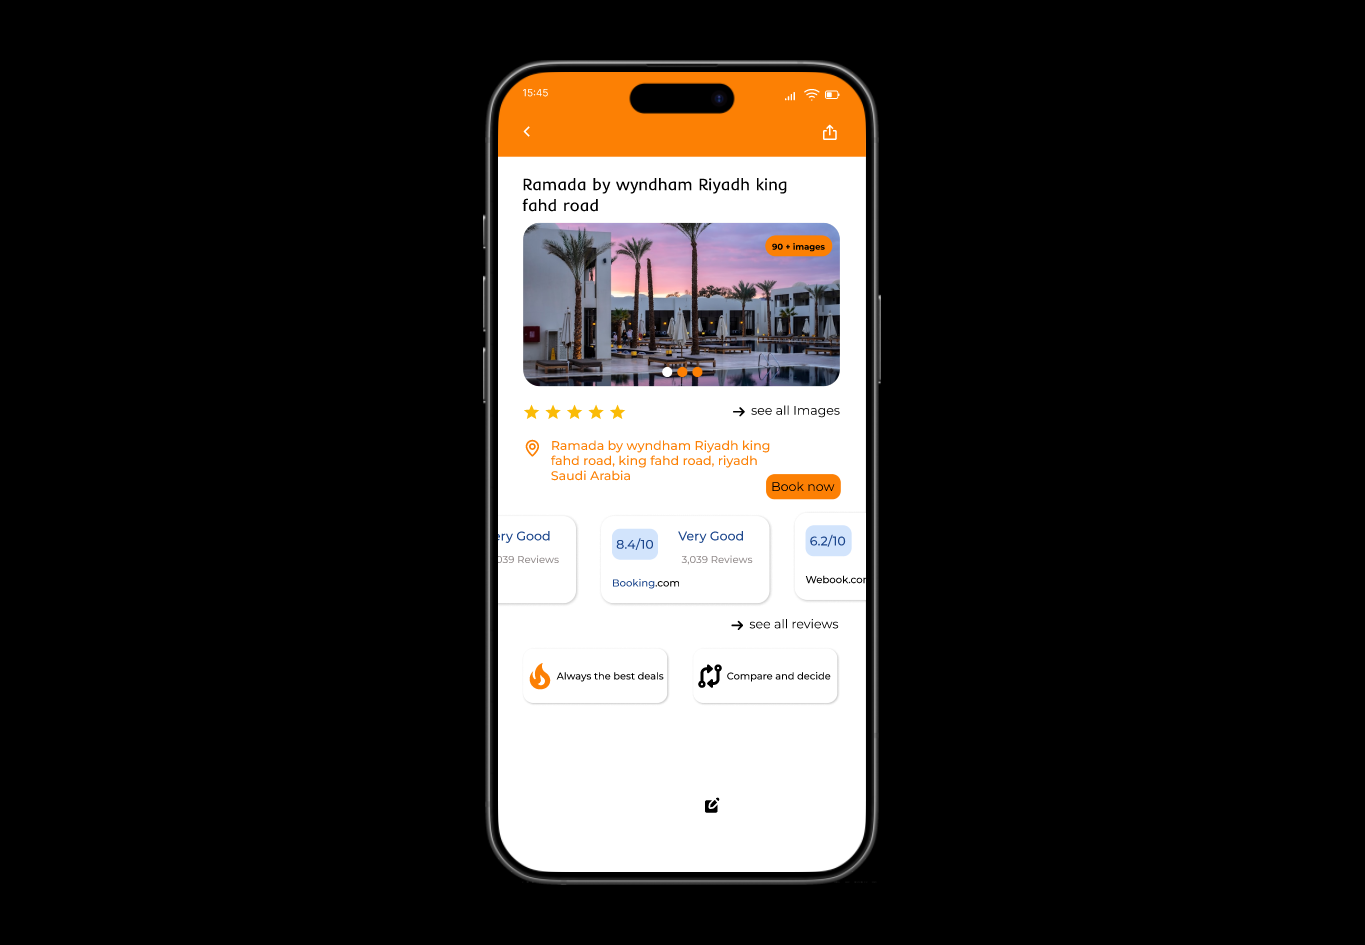 15:45
Ramada by wyndham Riyadh king
fahd road
90 + images
see all Images
Ramada by wyndham Riyadh king
fahd road, king fahd road, riyadh
Saudi Arabia
Book now
ery Good
039 Reviews
8.4/10
Very Good
3,039 Reviews
Booking.com
6.2/10
Webook.cor
see all reviews
Always the best deals
Compare and decide